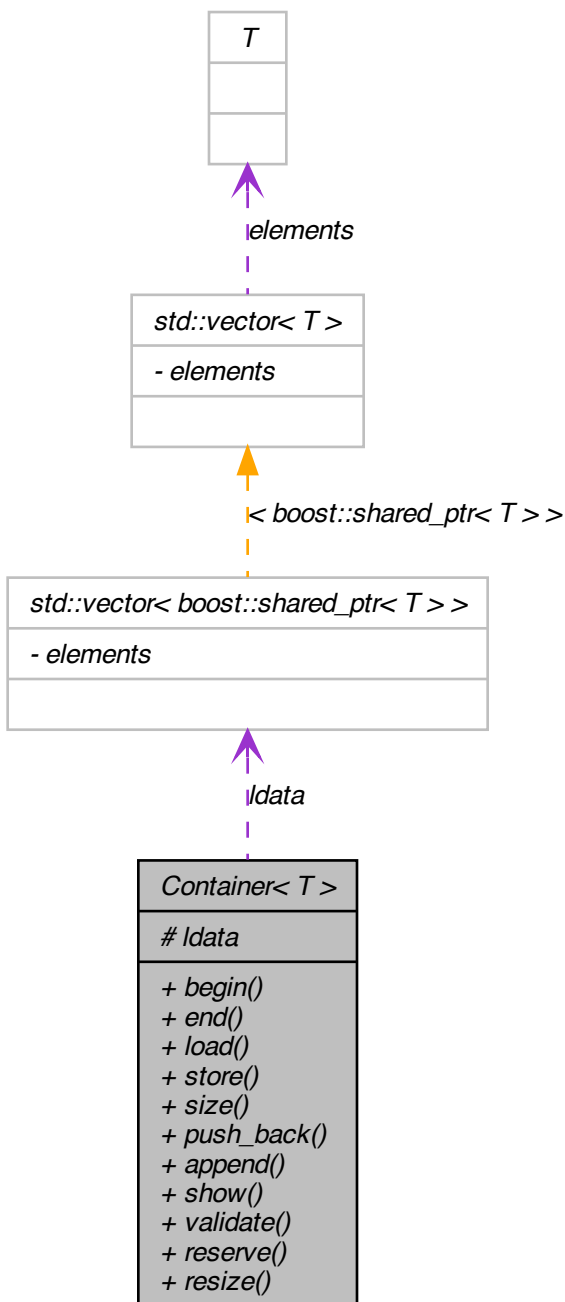 T
elements
std::vector< T >
- elements
< boost::shared_ptr< T > >
std::vector< boost::shared_ptr< T > >
- elements
ldata
Container< T >
# ldata
+ begin()
+ end()
+ load()
+ store()
+ size()
+ push_back()
+ append()
+ show()
+ validate()
+ reserve()
+ resize()